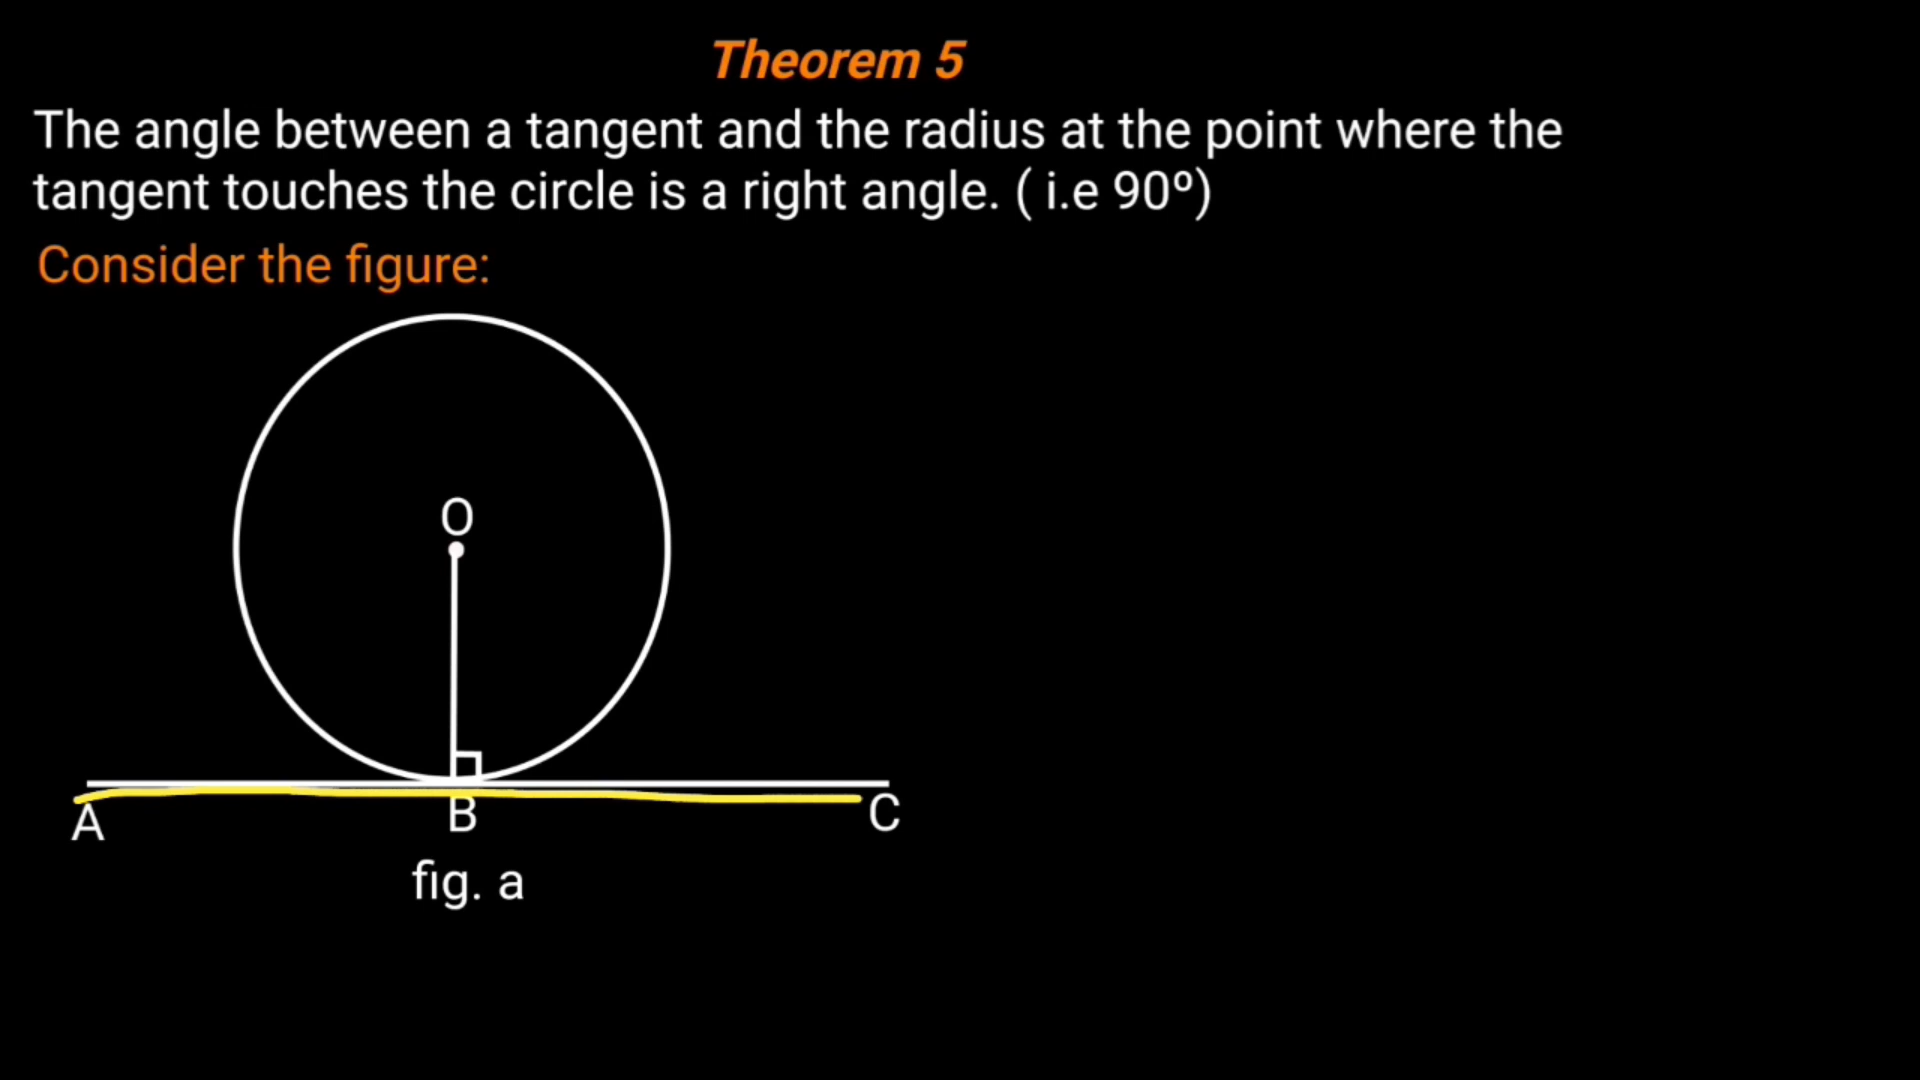 Theorem 5
The angle between a tangent and the radius at the point where the
tangent touches the circle is a right angle. ( i.e 90º)
Consider the figure:
O
A B C
fig. a